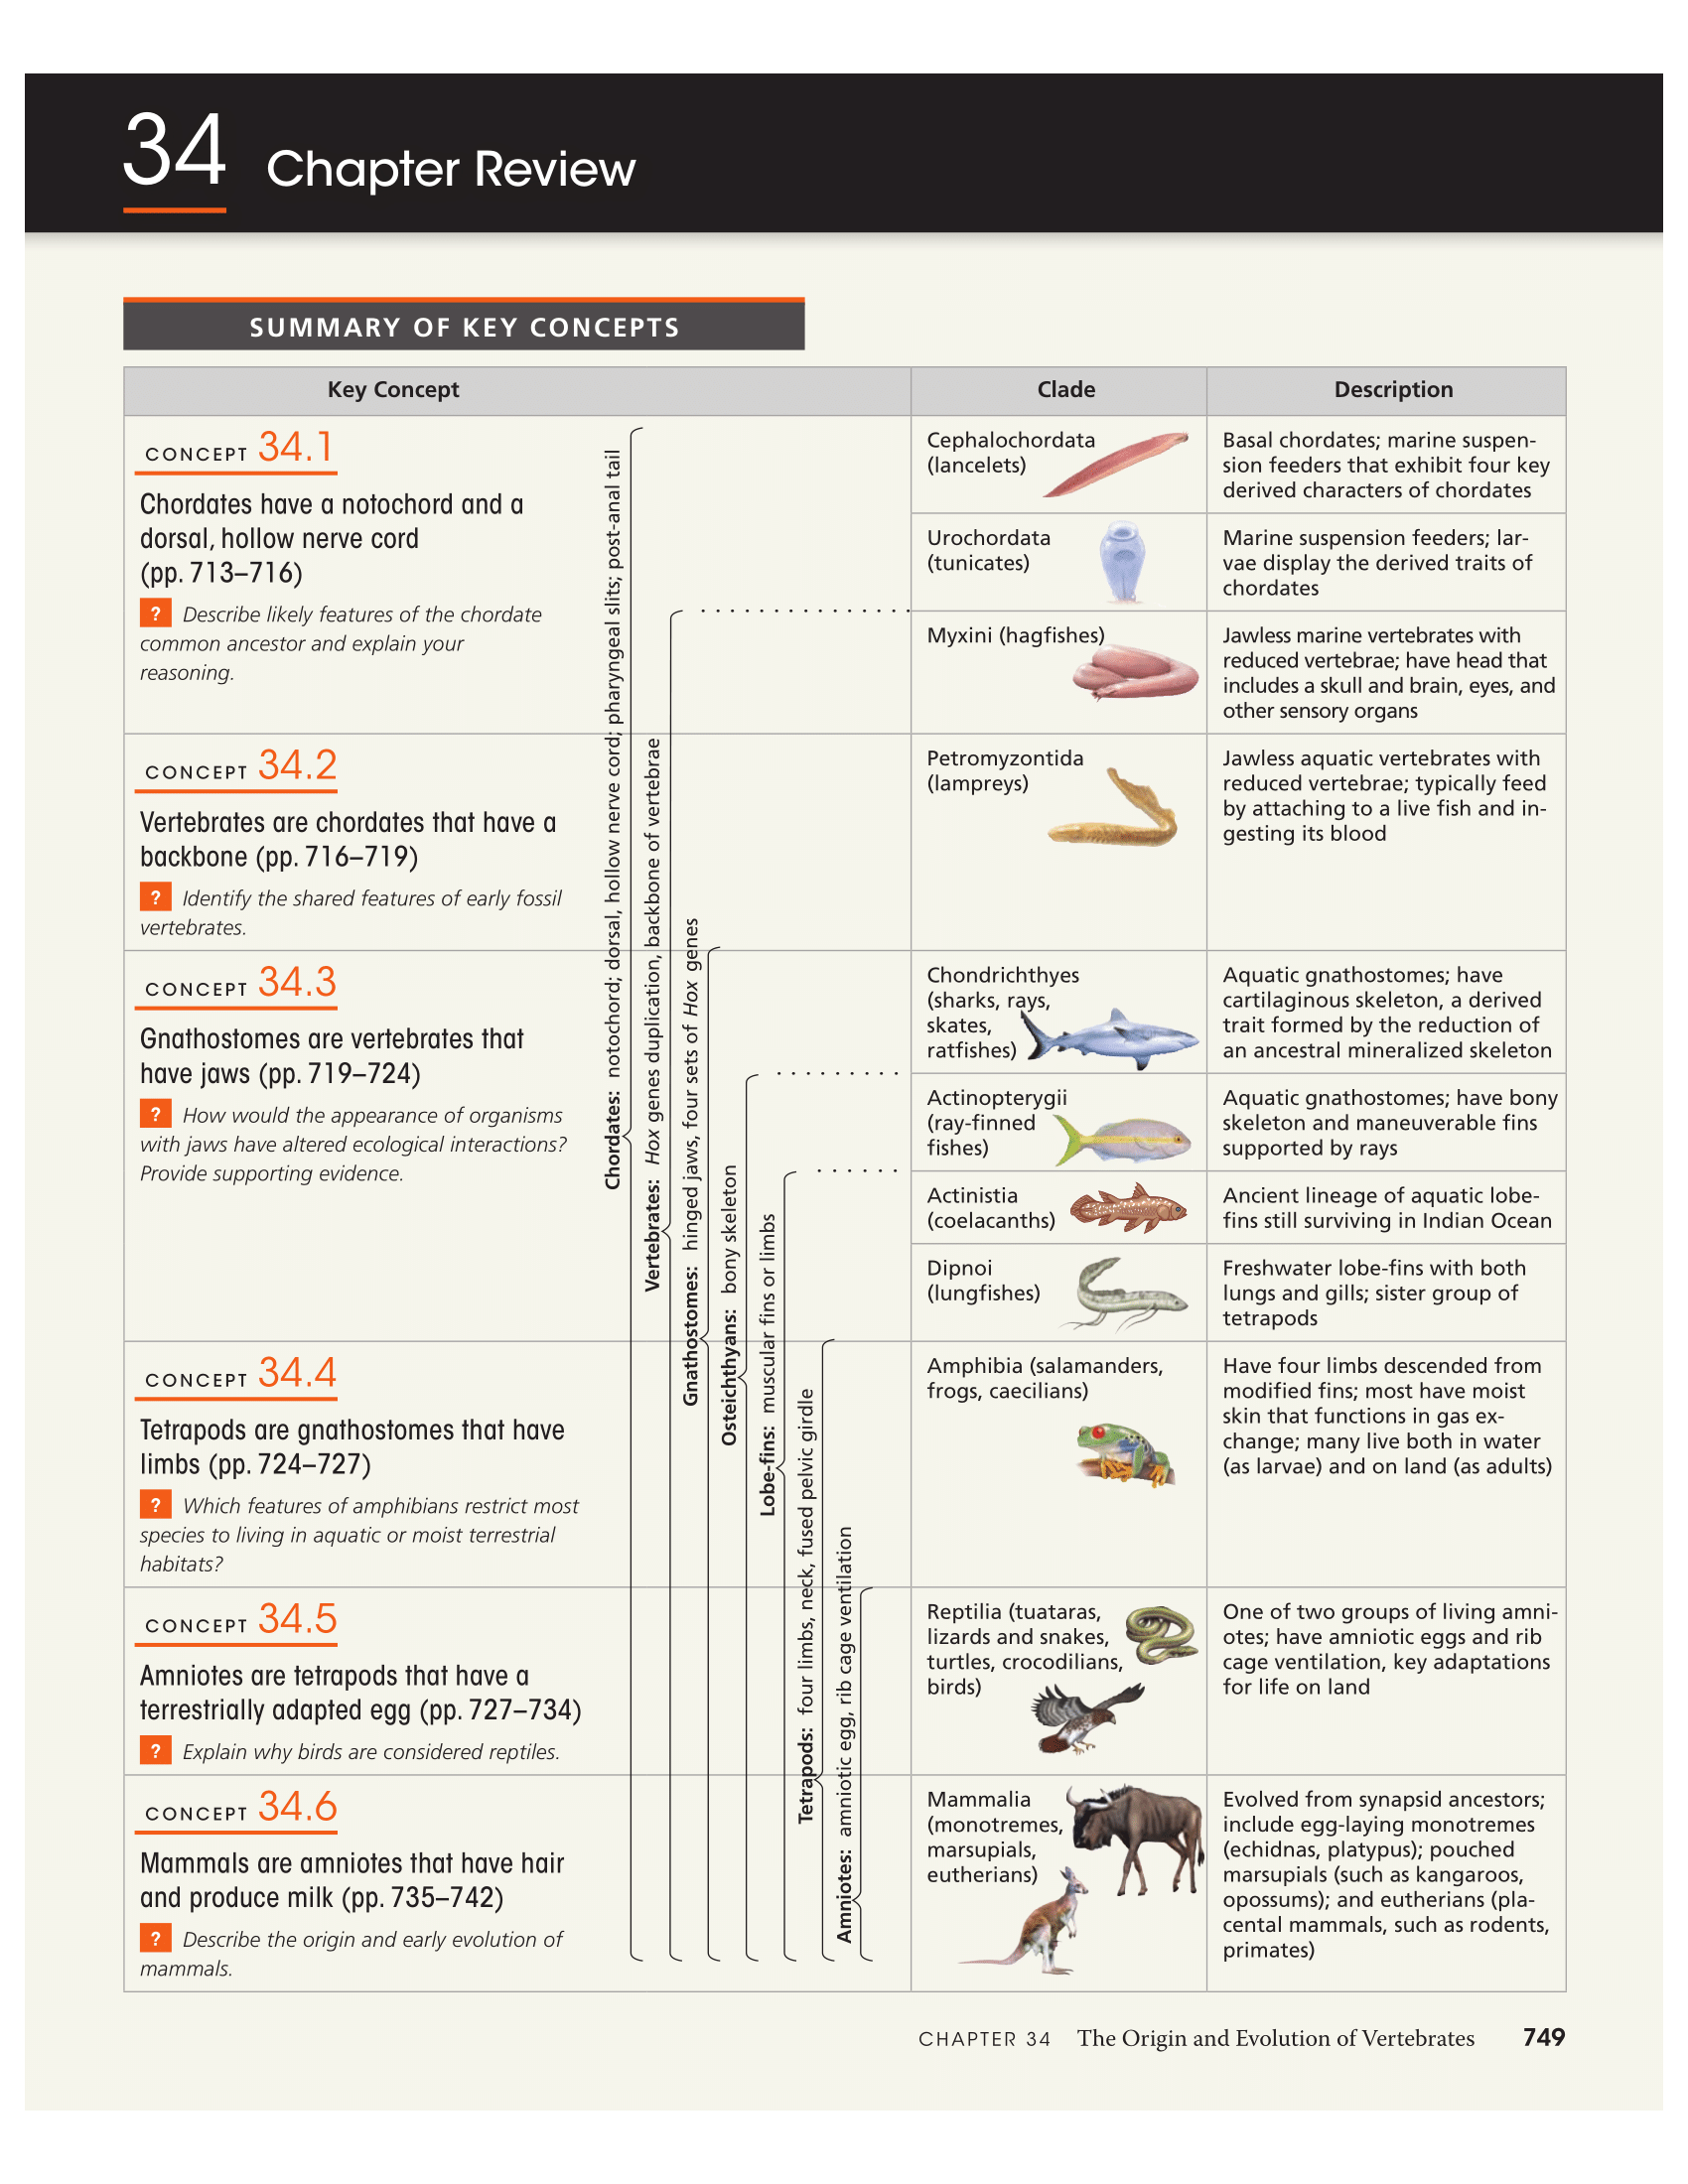 34 Chapter Review
SUMMARY OF KEY CONCEPTS
Key Concept
Clade
Description
CONCEPT 34.1
Chordates have a notochord and a
dorsal, hollow nerve cord
(pp. 713–716)
? Describe likely features of the chordate
common ancestor and explain your
reasoning.
CONCEPT 34.2
Vertebrates are chordates that have a
backbone (pp. 716–719)
? Identify the shared features of early fossil
vertebrates.
CONCEPT 34.3
Gnathostomes are vertebrates that
have jaws (pp. 719–724)
? How would the appearance of organisms
with jaws have altered ecological interactions?
Provide supporting evidence.
CONCEPT 34.4
Tetrapods are gnathostomes that have
limbs (pp. 724–727)
? Which features of amphibians restrict most
species to living in aquatic or moist terrestrial
habitats?
CONCEPT 34.5
Amniotes are tetrapods that have a
terrestrially adapted egg (pp. 727–734)
? Explain why birds are considered reptiles.
CONCEPT 34.6
Mammals are amniotes that have hair
and produce milk (pp. 735–742)
? Describe the origin and early evolution of
mammals.
Chordates: notochord; dorsal, hollow nerve cord; pharyngeal slits; post-anal tail
Vertebrates: Hox genes duplication, backbone of vertebrae
Gnathostomes: hinged jaws, four sets of Hox genes
Osteichthyans: bony skeleton
Lobe-fins: muscular fins or limbs
Tetrapods: four limbs, neck, fused pelvic girdle
Amniotes: amniotic egg, rib cage ventilation
Cephalochordata
(lancelets)
Basal chordates; marine suspen-
sion feeders that exhibit four key
derived characters of chordates
Urochordata
(tunicates)
Marine suspension feeders; lar-
vae display the derived traits of
chordates
Myxini (hagfishes)
Jawless marine vertebrates with
reduced vertebrae; have head that
includes a skull and brain, eyes, and
other sensory organs
Petromyzontida
(lampreys)
Jawless aquatic vertebrates with
reduced vertebrae; typically feed
by attaching to a live fish and in-
gesting its blood
Chondrichthyes
(sharks, rays,
skates,
ratfishes)
Aquatic gnathostomes; have
cartilaginous skeleton, a derived
trait formed by the reduction of
an ancestral mineralized skeleton
Actinopterygii
(ray-finned
fishes)
Aquatic gnathostomes; have bony
skeleton and maneuverable fins
supported by rays
Actinistia
(coelacanths)
Ancient lineage of aquatic lobe-
fins still surviving in Indian Ocean
Dipnoi
(lungfishes)
Freshwater lobe-fins with both
lungs and gills; sister group of
tetrapods
Amphibia (salamanders,
frogs, caecilians)
Have four limbs descended from
modified fins; most have moist
skin that functions in gas ex-
change; many live both in water
(as larvae) and on land (as adults)
Reptilia (tuataras,
lizards and snakes,
turtles, crocodilians,
birds)
One of two groups of living amni-
otes; have amniotic eggs and rib
cage ventilation, key adaptations
for life on land
Mammalia
(monotremes,
marsupials,
eutherians)
Evolved from synapsid ancestors;
include egg-laying monotremes
(echidnas, platypus); pouched
marsupials (such as kangaroos,
opossums); and eutherians (pla-
cental mammals, such as rodents,
primates)
CHAPTER 34 The Origin and Evolution of Vertebrates 749